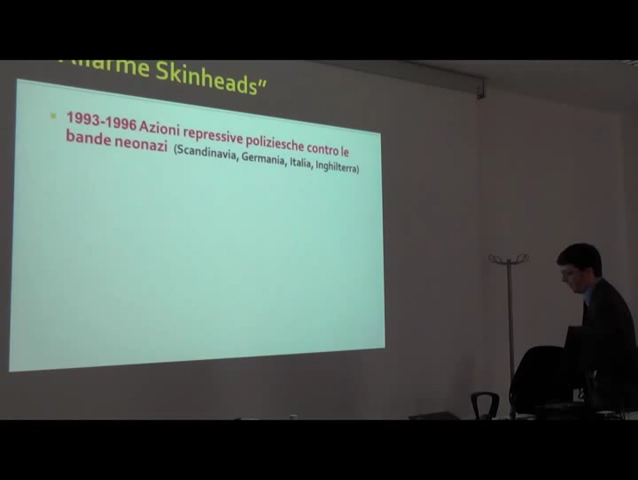 Allarme Skinheads"
1993-1996 Azioni repressive poliziesche contro le
bande neonazi (Scandinavia, Germania, Italia, Inghilterra)